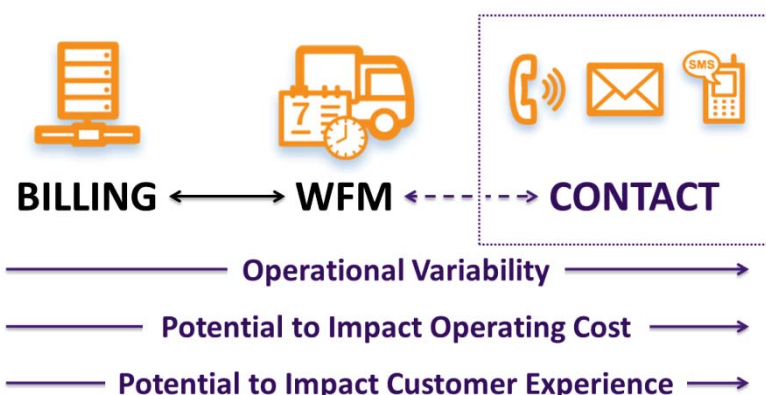 7
SMS
BILLING WFM CONTACT
Operational Variability
Potential to Impact Operating Cost
Potential to Impact Customer Experience